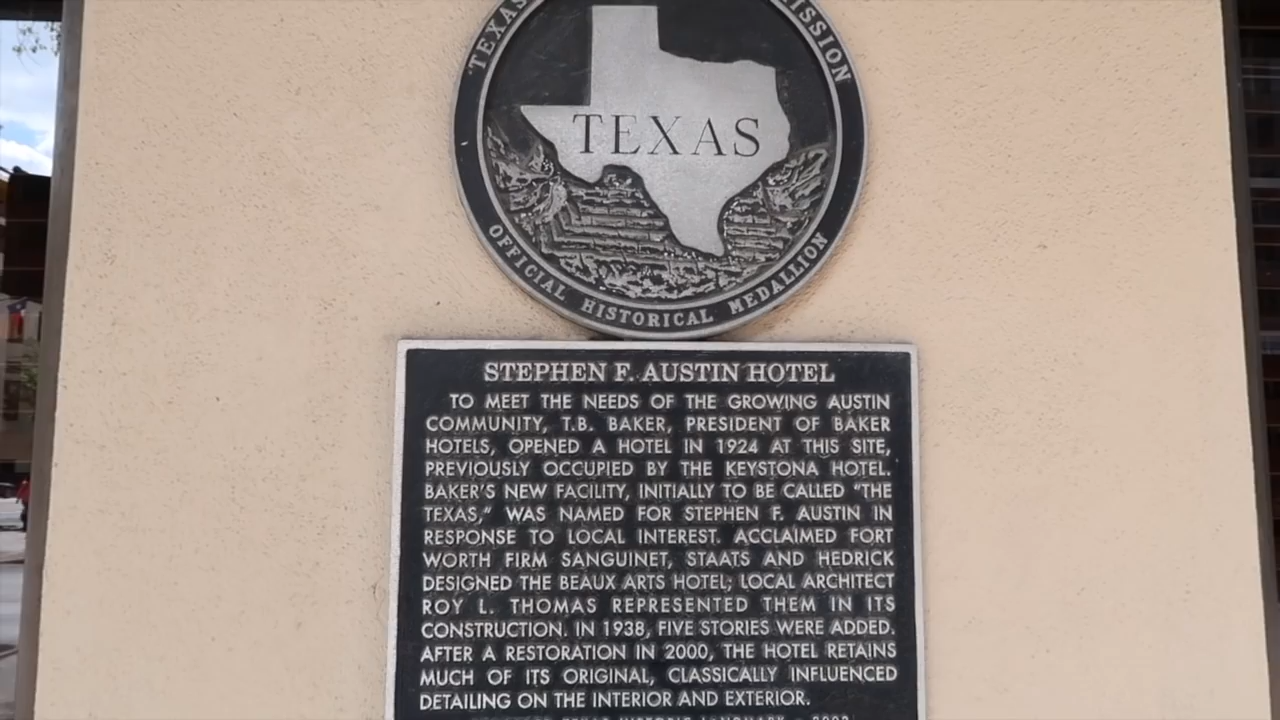 TEXAS
MISSION
TEXAS
OFFICIAL HISTORICAL MEDALLION
STEPHEN F. AUSTIN HOTEL
TO MEET THE NEEDS OF THE GROWING AUSTIN
COMMUNITY, T.B. BAKER, PRESIDENT OF BAKER
HOTELS, OPENED A HOTEL IN 1924 AT THIS SITE,
PREVIOUSLY OCCUPIED BY THE KEYSTONA HOTEL.
BAKER'S NEW FACILITY, INITIALLY TO BE CALLED "THE
TEXAS," WAS NAMED FOR STEPHEN F. AUSTIN IN
RESPONSE TO LOCAL INTEREST. ACCLAIMED FORT
WORTH FIRM SANGUINET, STAATS AND HEDRICK
DESIGNED THE BEAUX ARTS HOTEL; LOCAL ARCHITECT
ROY L. THOMAS REPRESENTED THEM IN ITS
CONSTRUCTION. IN 1938, FIVE STORIES WERE ADDED.
AFTER A RESTORATION IN 2000, THE HOTEL RETAINS
MUCH OF ITS ORIGINAL, CLASSICALLY INFLUENCED
DETAILING ON THE INTERIOR AND EXTERIOR.